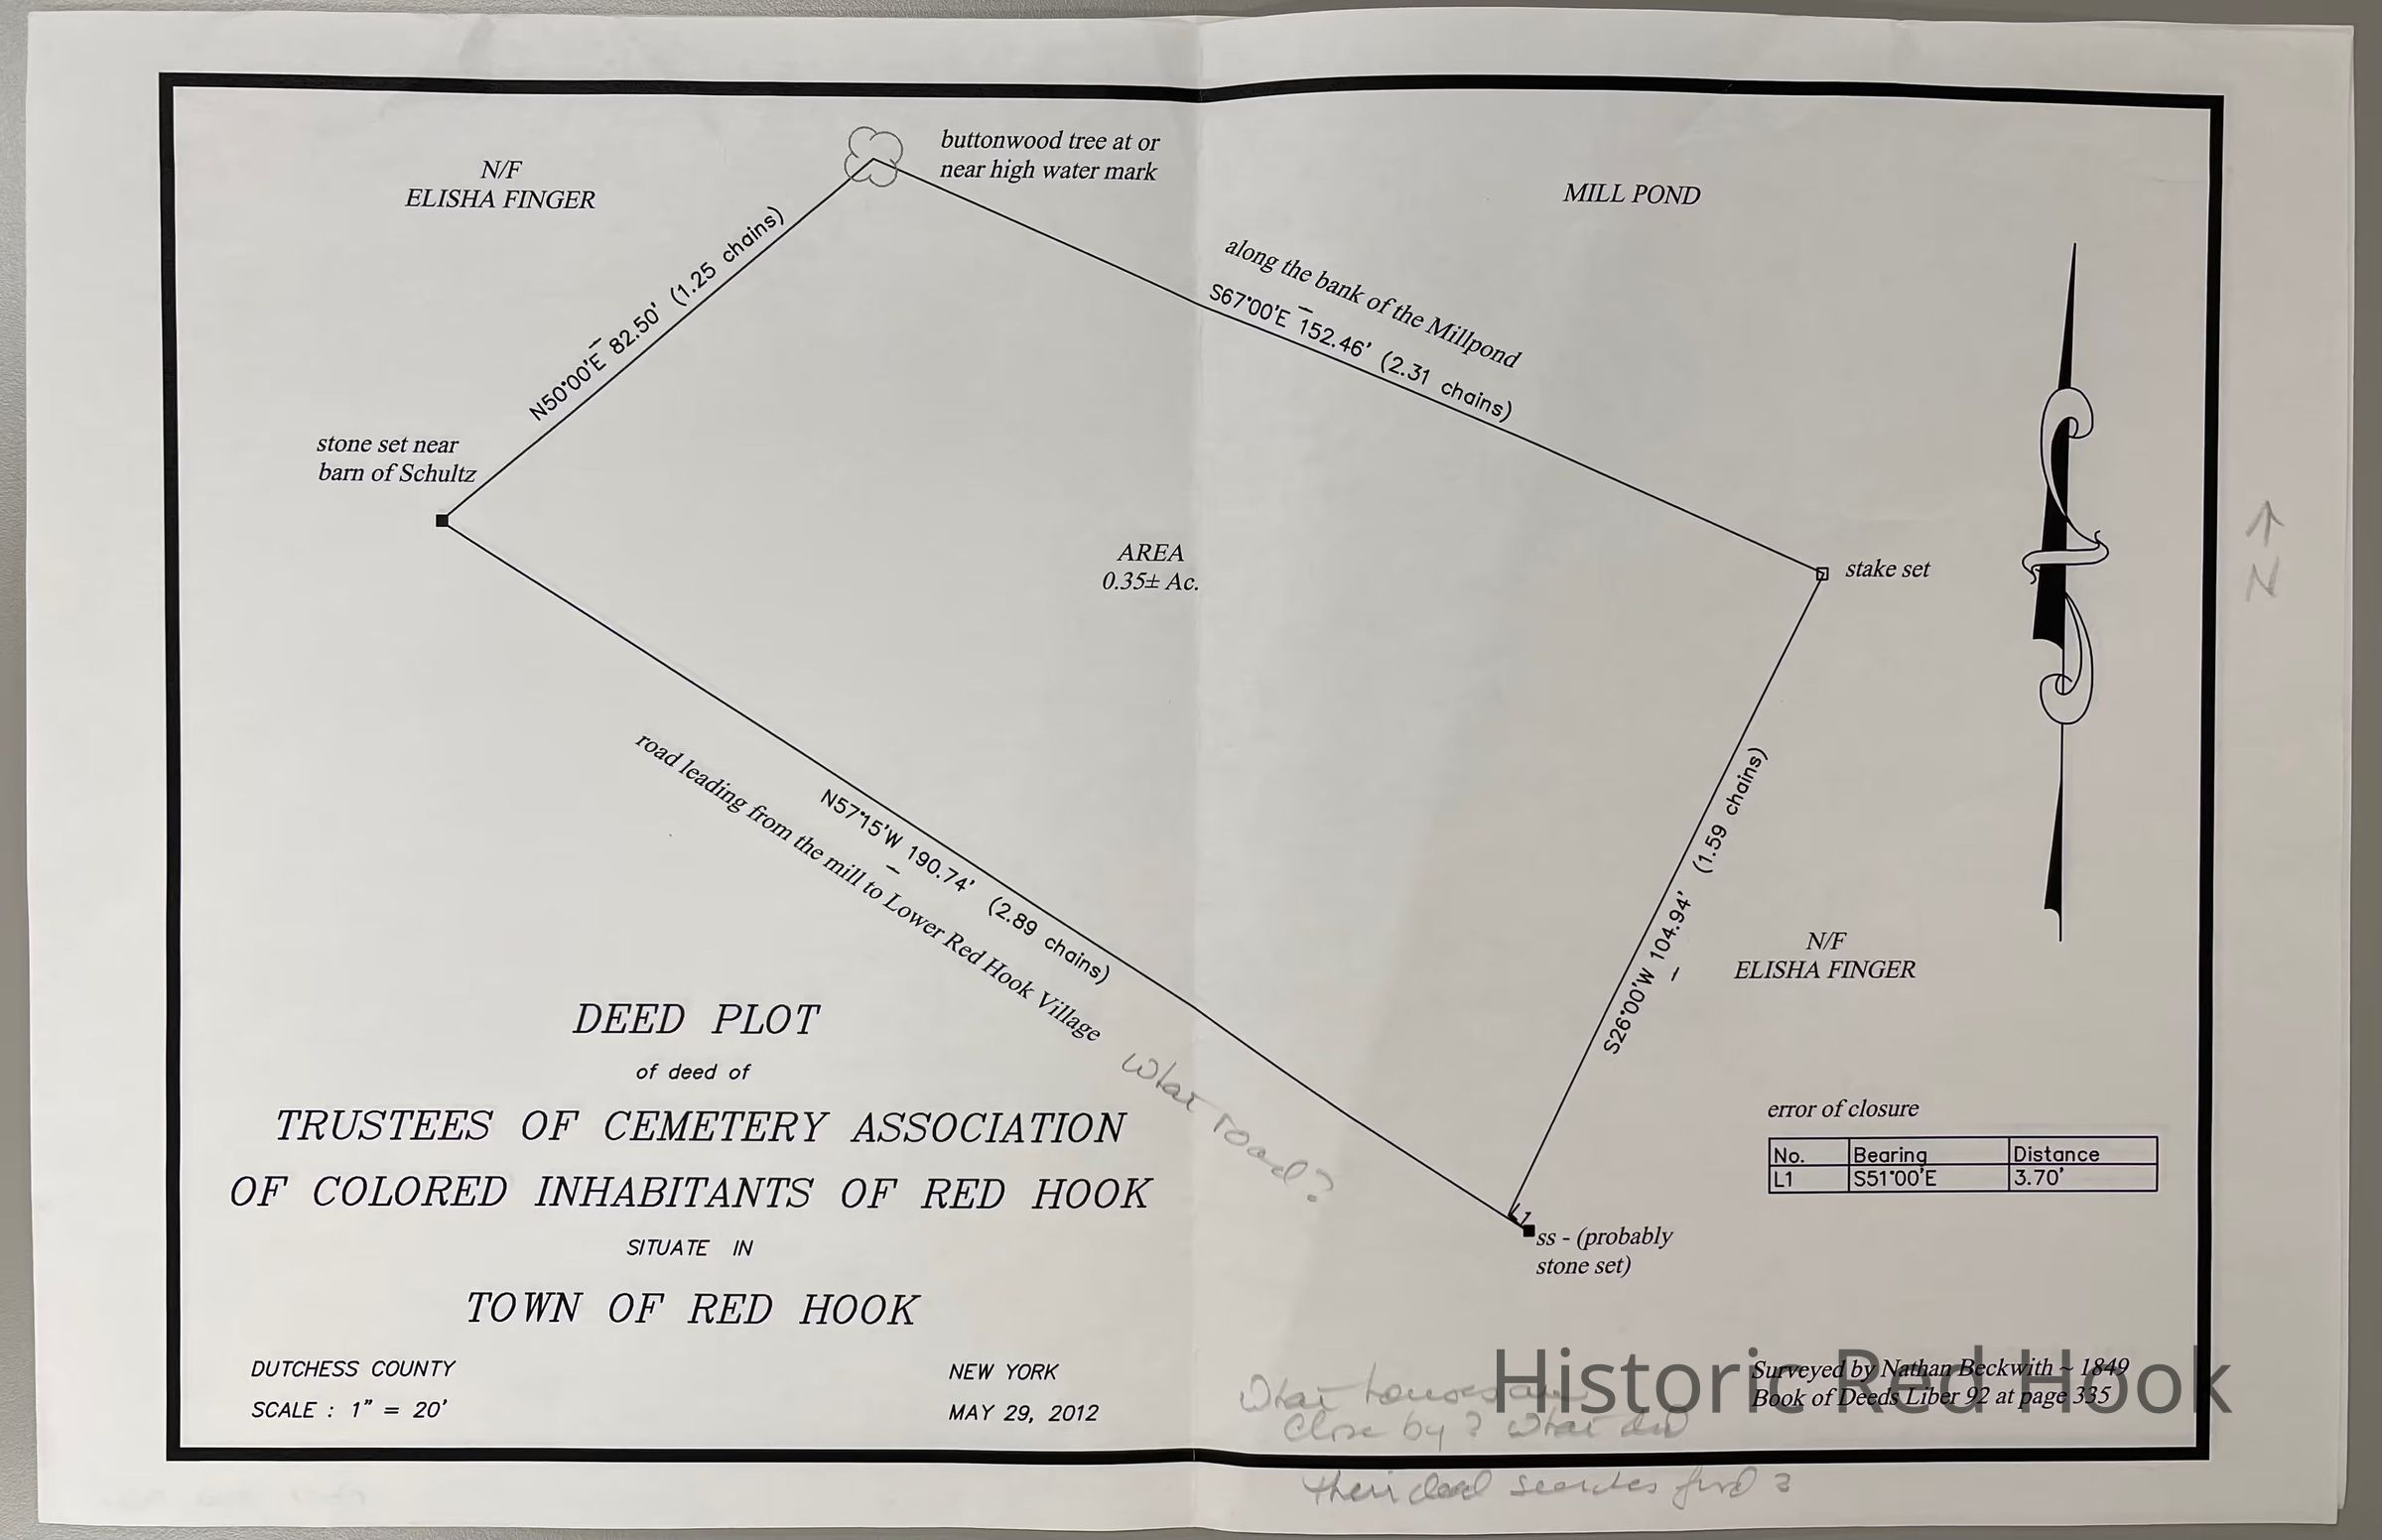 N/F
ELISHA FINGER
buttonwood tree at or
near high water mark
MILL POND
along the bank of the Millpond
S67°00'E 152.46' (2.31 chains)
N50°00'E 82.50' (1.25 chains)
stone set near
barn of Schultz
AREA
0.35± Ac.
stake set
N
N57°15'W 190.74' (2.89 chains)
road leading from the mill to Lower Red Hook Village
What road?
S26°00'W 104.94' (1.59 chains)
N/F
ELISHA FINGER
DEED PLOT
of deed of
TRUSTEES OF CEMETERY ASSOCIATION
OF COLORED INHABITANTS OF RED HOOK
SITUATE IN
TOWN OF RED HOOK
DUTCHESS COUNTY
NEW YORK
SCALE : 1" = 20'
MAY 29, 2012
error of closure
No. Bearing Distance
L1 S51°00'E 3.70'
L1
ss - (probably
stone set)
Surveyed by Nathan Beckwith ~ 1849
Book of Deeds Liber 92 at page 335
Historic Red Hook
What
Close by? What did
their deed find?